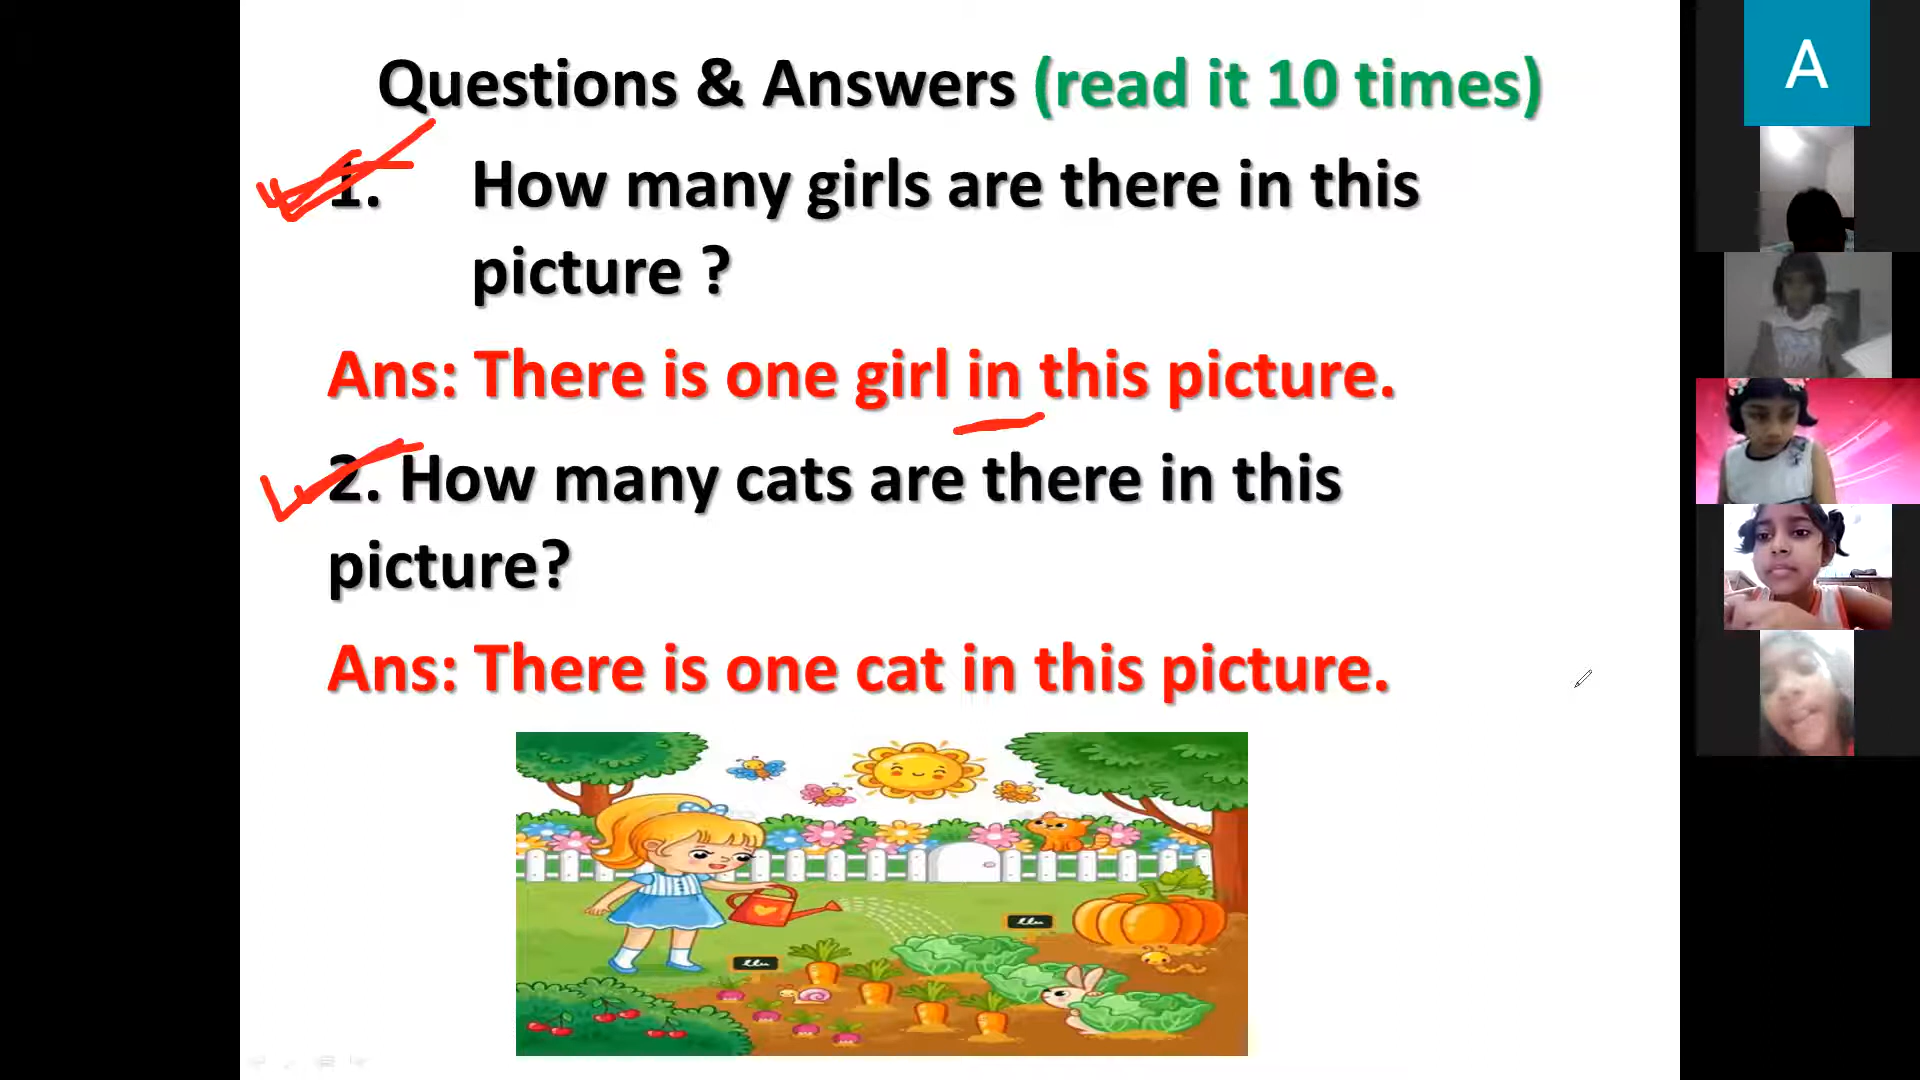 Questions & Answers (read it 10 times)
1. How many girls are there in this
picture ?
Ans: There is one girl in this picture.
2. How many cats are there in this
picture?
Ans: There is one cat in this picture.
A